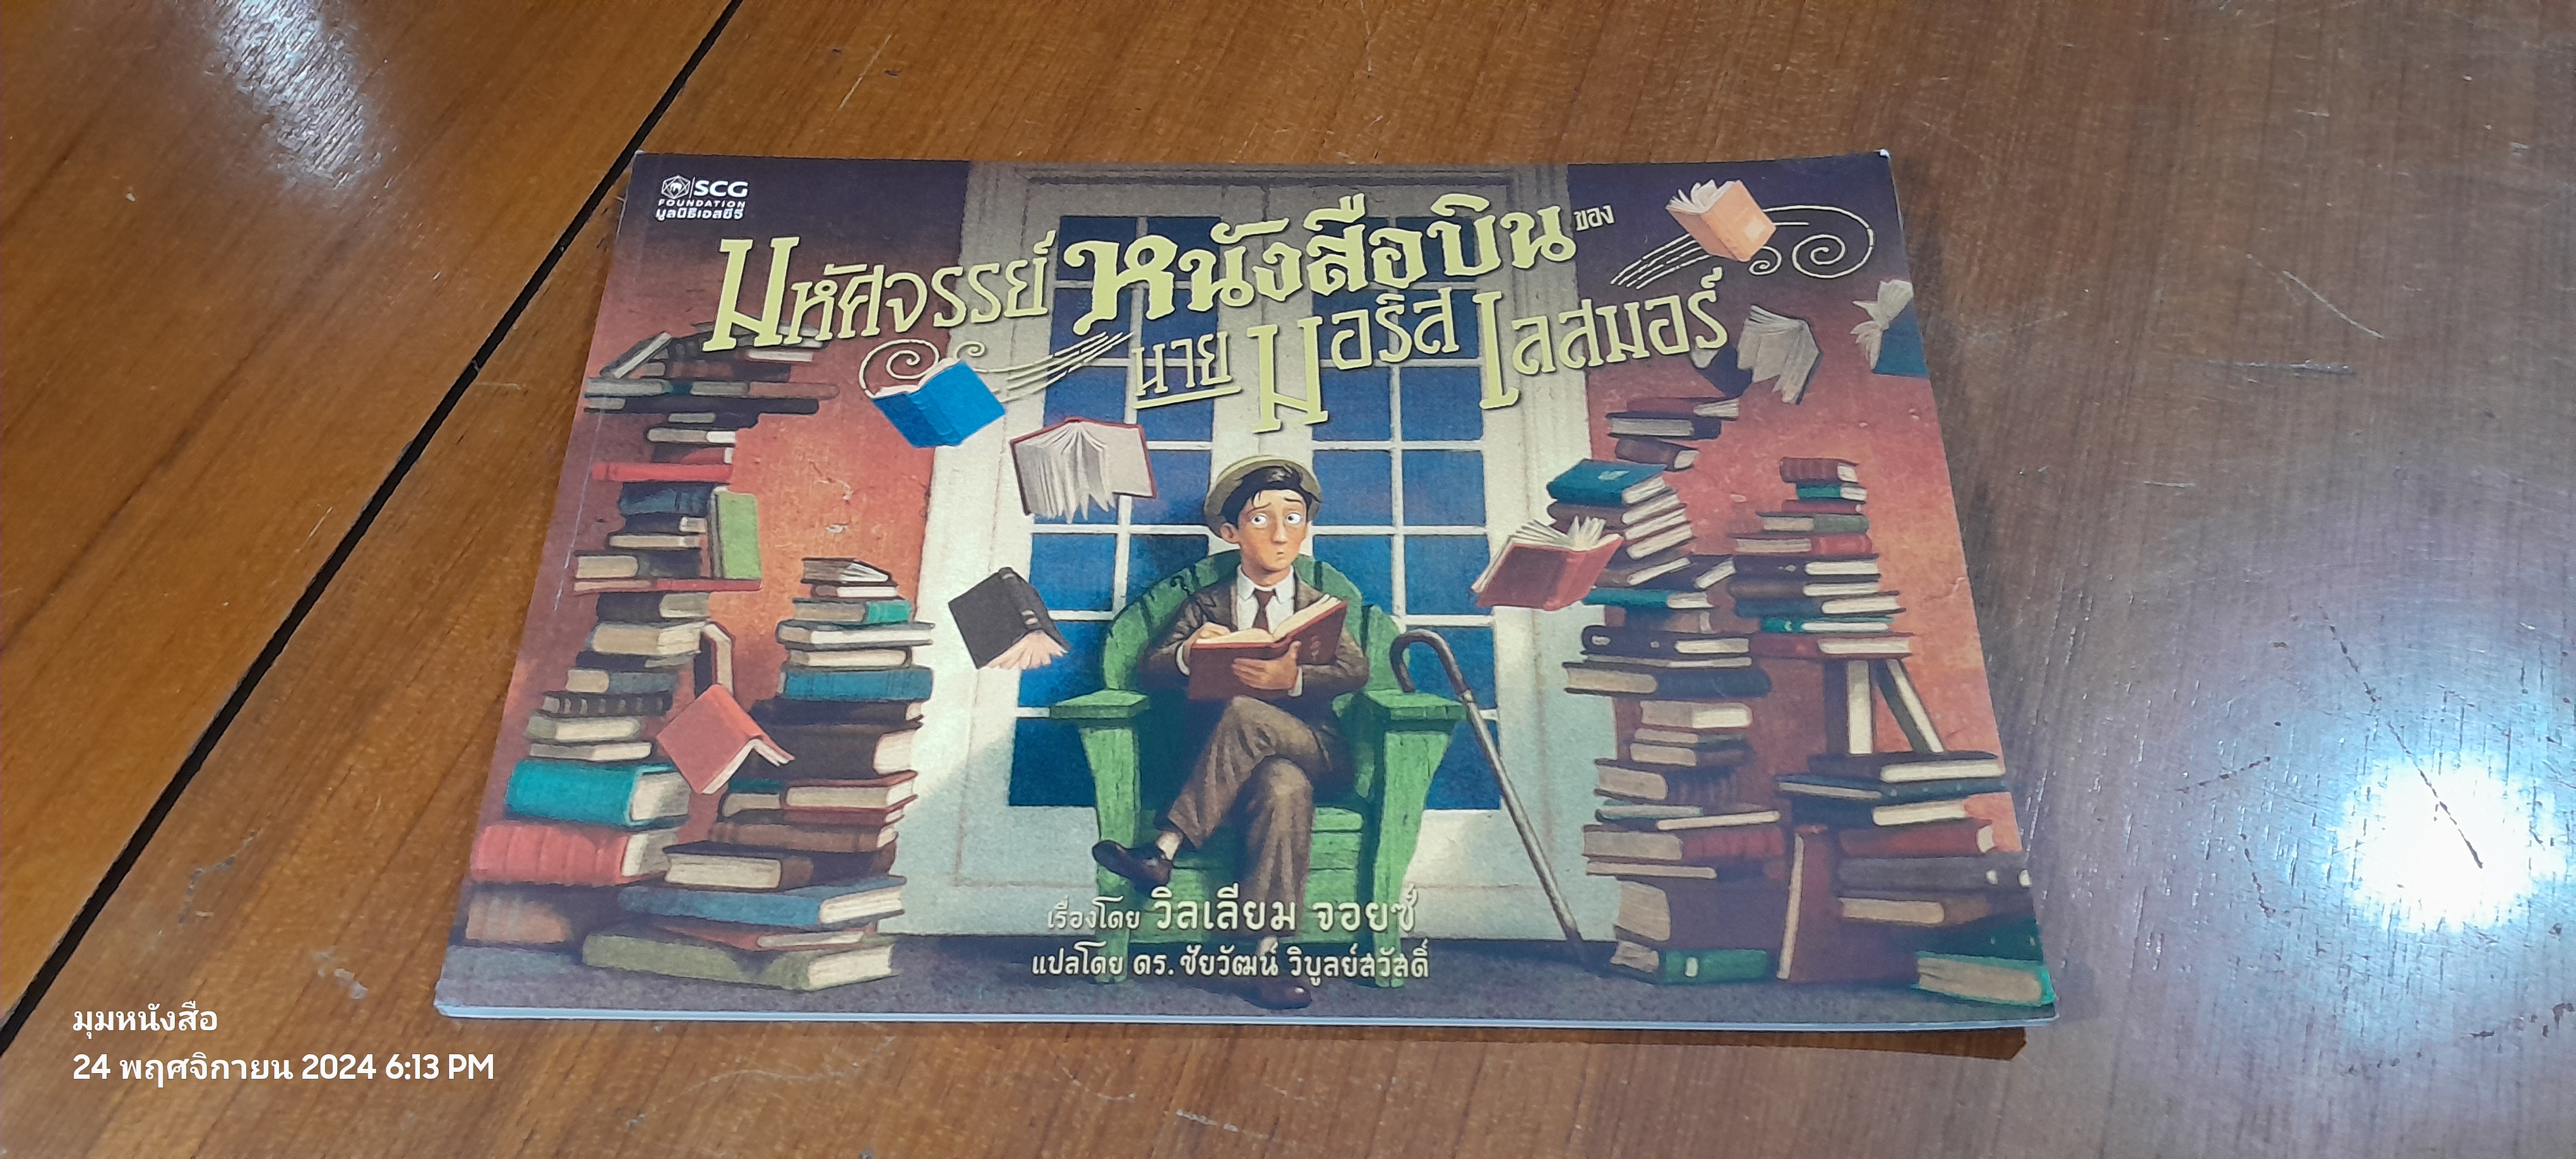 SCG
FOUNDATION
มูลนิธิเอสซีจี
มหัศจรรย์ หนังสือบิน ของ
นาย มอริส เลสมอร์
เรื่องโดย วิลเลียม จอยซ์
แปลโดย ดร. ชัยวัฒน์ วิบูลย์สวัสดิ์
มุมหนังสือ
24 พฤศจิกายน 2024 6:13 PM